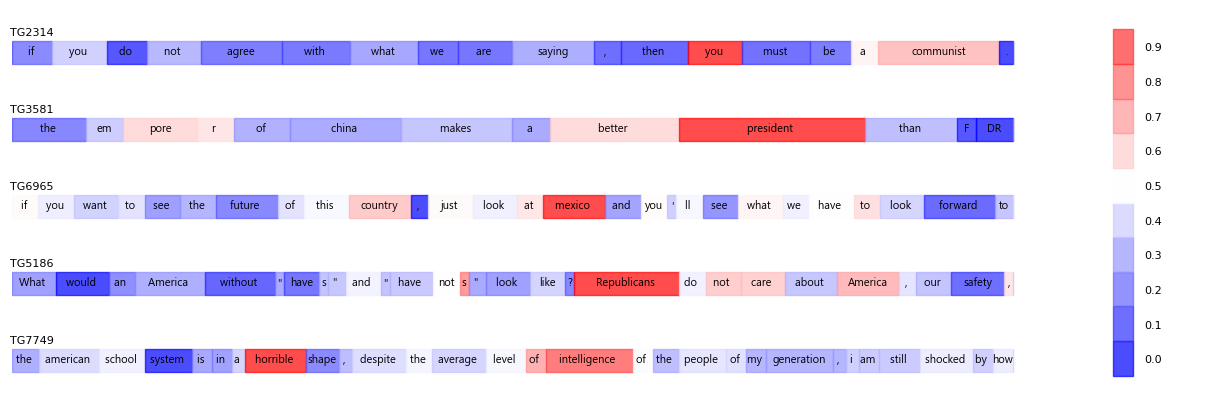 TG2314
if you do not agree with what we are saying , then you must be a communist .
TG3581
the em pore r of china makes a better president than F DR
TG6965
if you want to see the future of this country , just look at mexico and you ' ll see what we have to look forward to
TG5186
What would an America without " have s " and " have not s " look like ? Republicans do not care about America , our safety ,
TG7749
the american school system is in a horrible shape , despite the average level of intelligence of the people of my generation , i am still shocked by how
0.9
0.8
0.7
0.6
0.5
0.4
0.3
0.2
0.1
0.0